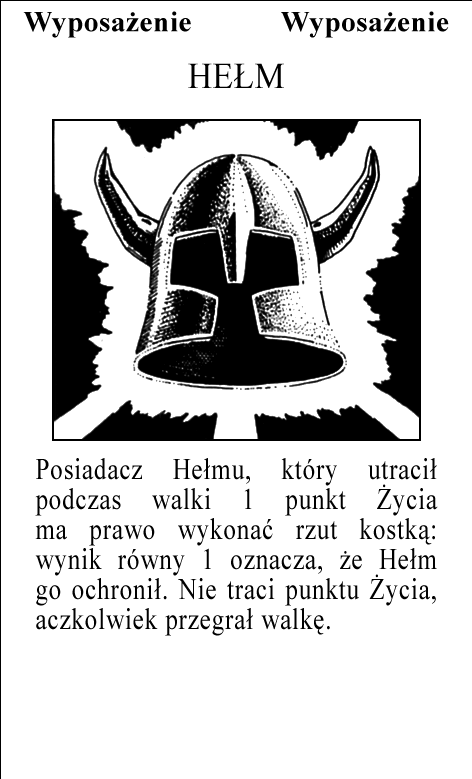 Wyposażenie Wyposażenie
HEŁM
Posiadacz Hełmu, który utracił
podczas walki 1 punkt Życia
ma prawo wykonać rzut kostką:
wynik równy 1 oznacza, że Hełm
go ochronił. Nie traci punktu Życia,
aczkolwiek przegrał walkę.